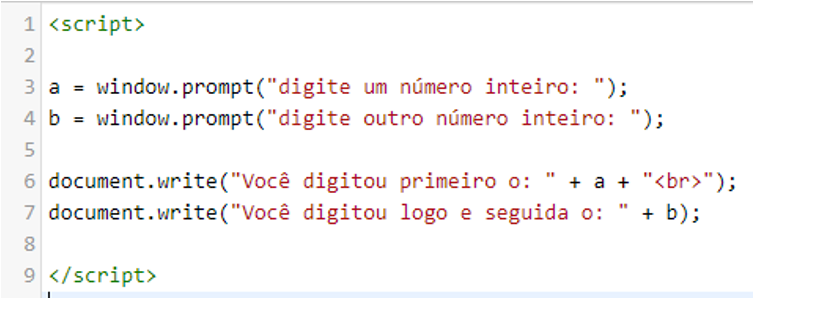 1 <script>
2
3 a = window.prompt("digite um número inteiro: ");
4 b = window.prompt("digite outro número inteiro: ");
5
6 document.write("Você digitou primeiro o: " + a + "<br>");
7 document.write("Você digitou logo e seguida o: " + b);
8
9 </script>